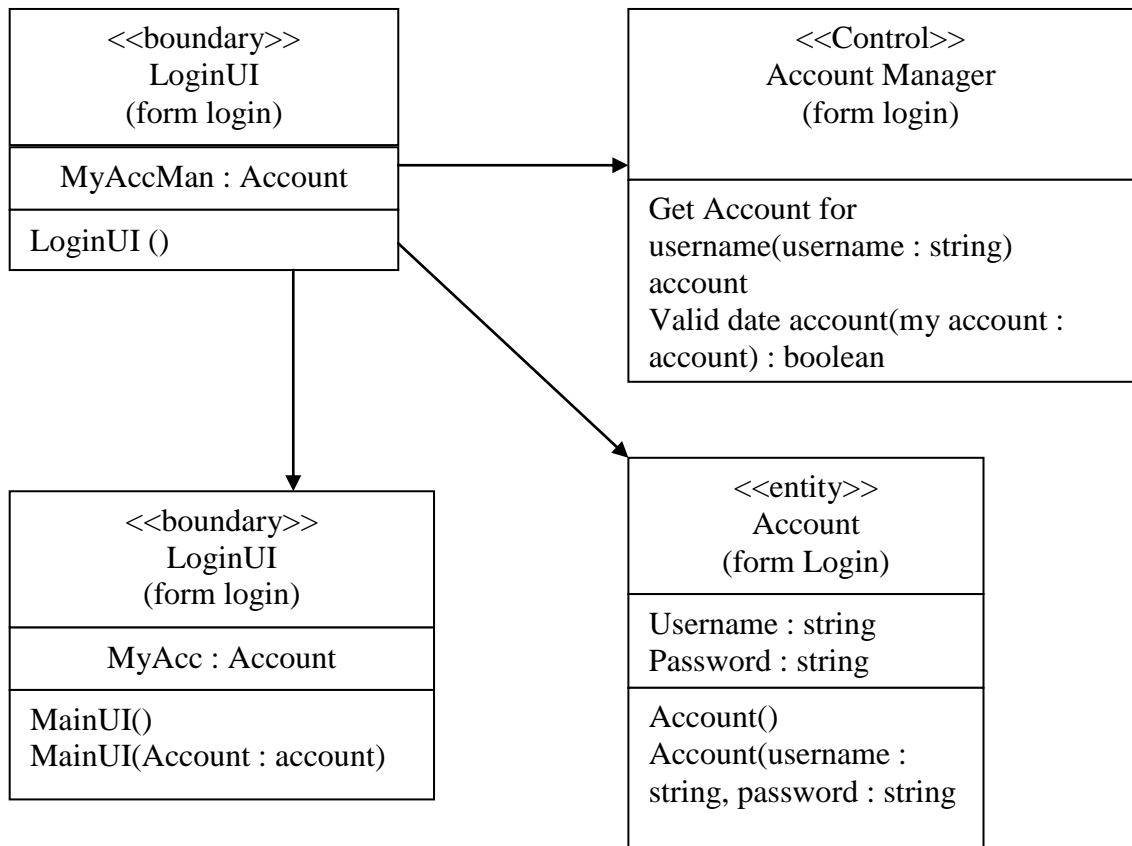 <<boundary>>
LoginUI
(form login)
MyAccMan : Account
LoginUI ()
<<Control>>
Account Manager
(form login)
Get Account for
username(username : string)
account
Valid date account(my account :
account) : boolean
<<boundary>>
LoginUI
(form login)
MyAcc : Account
MainUI()
MainUI(Account : account)
<<entity>>
Account
(form Login)
Username : string
Password : string
Account()
Account(username :
string, password : string